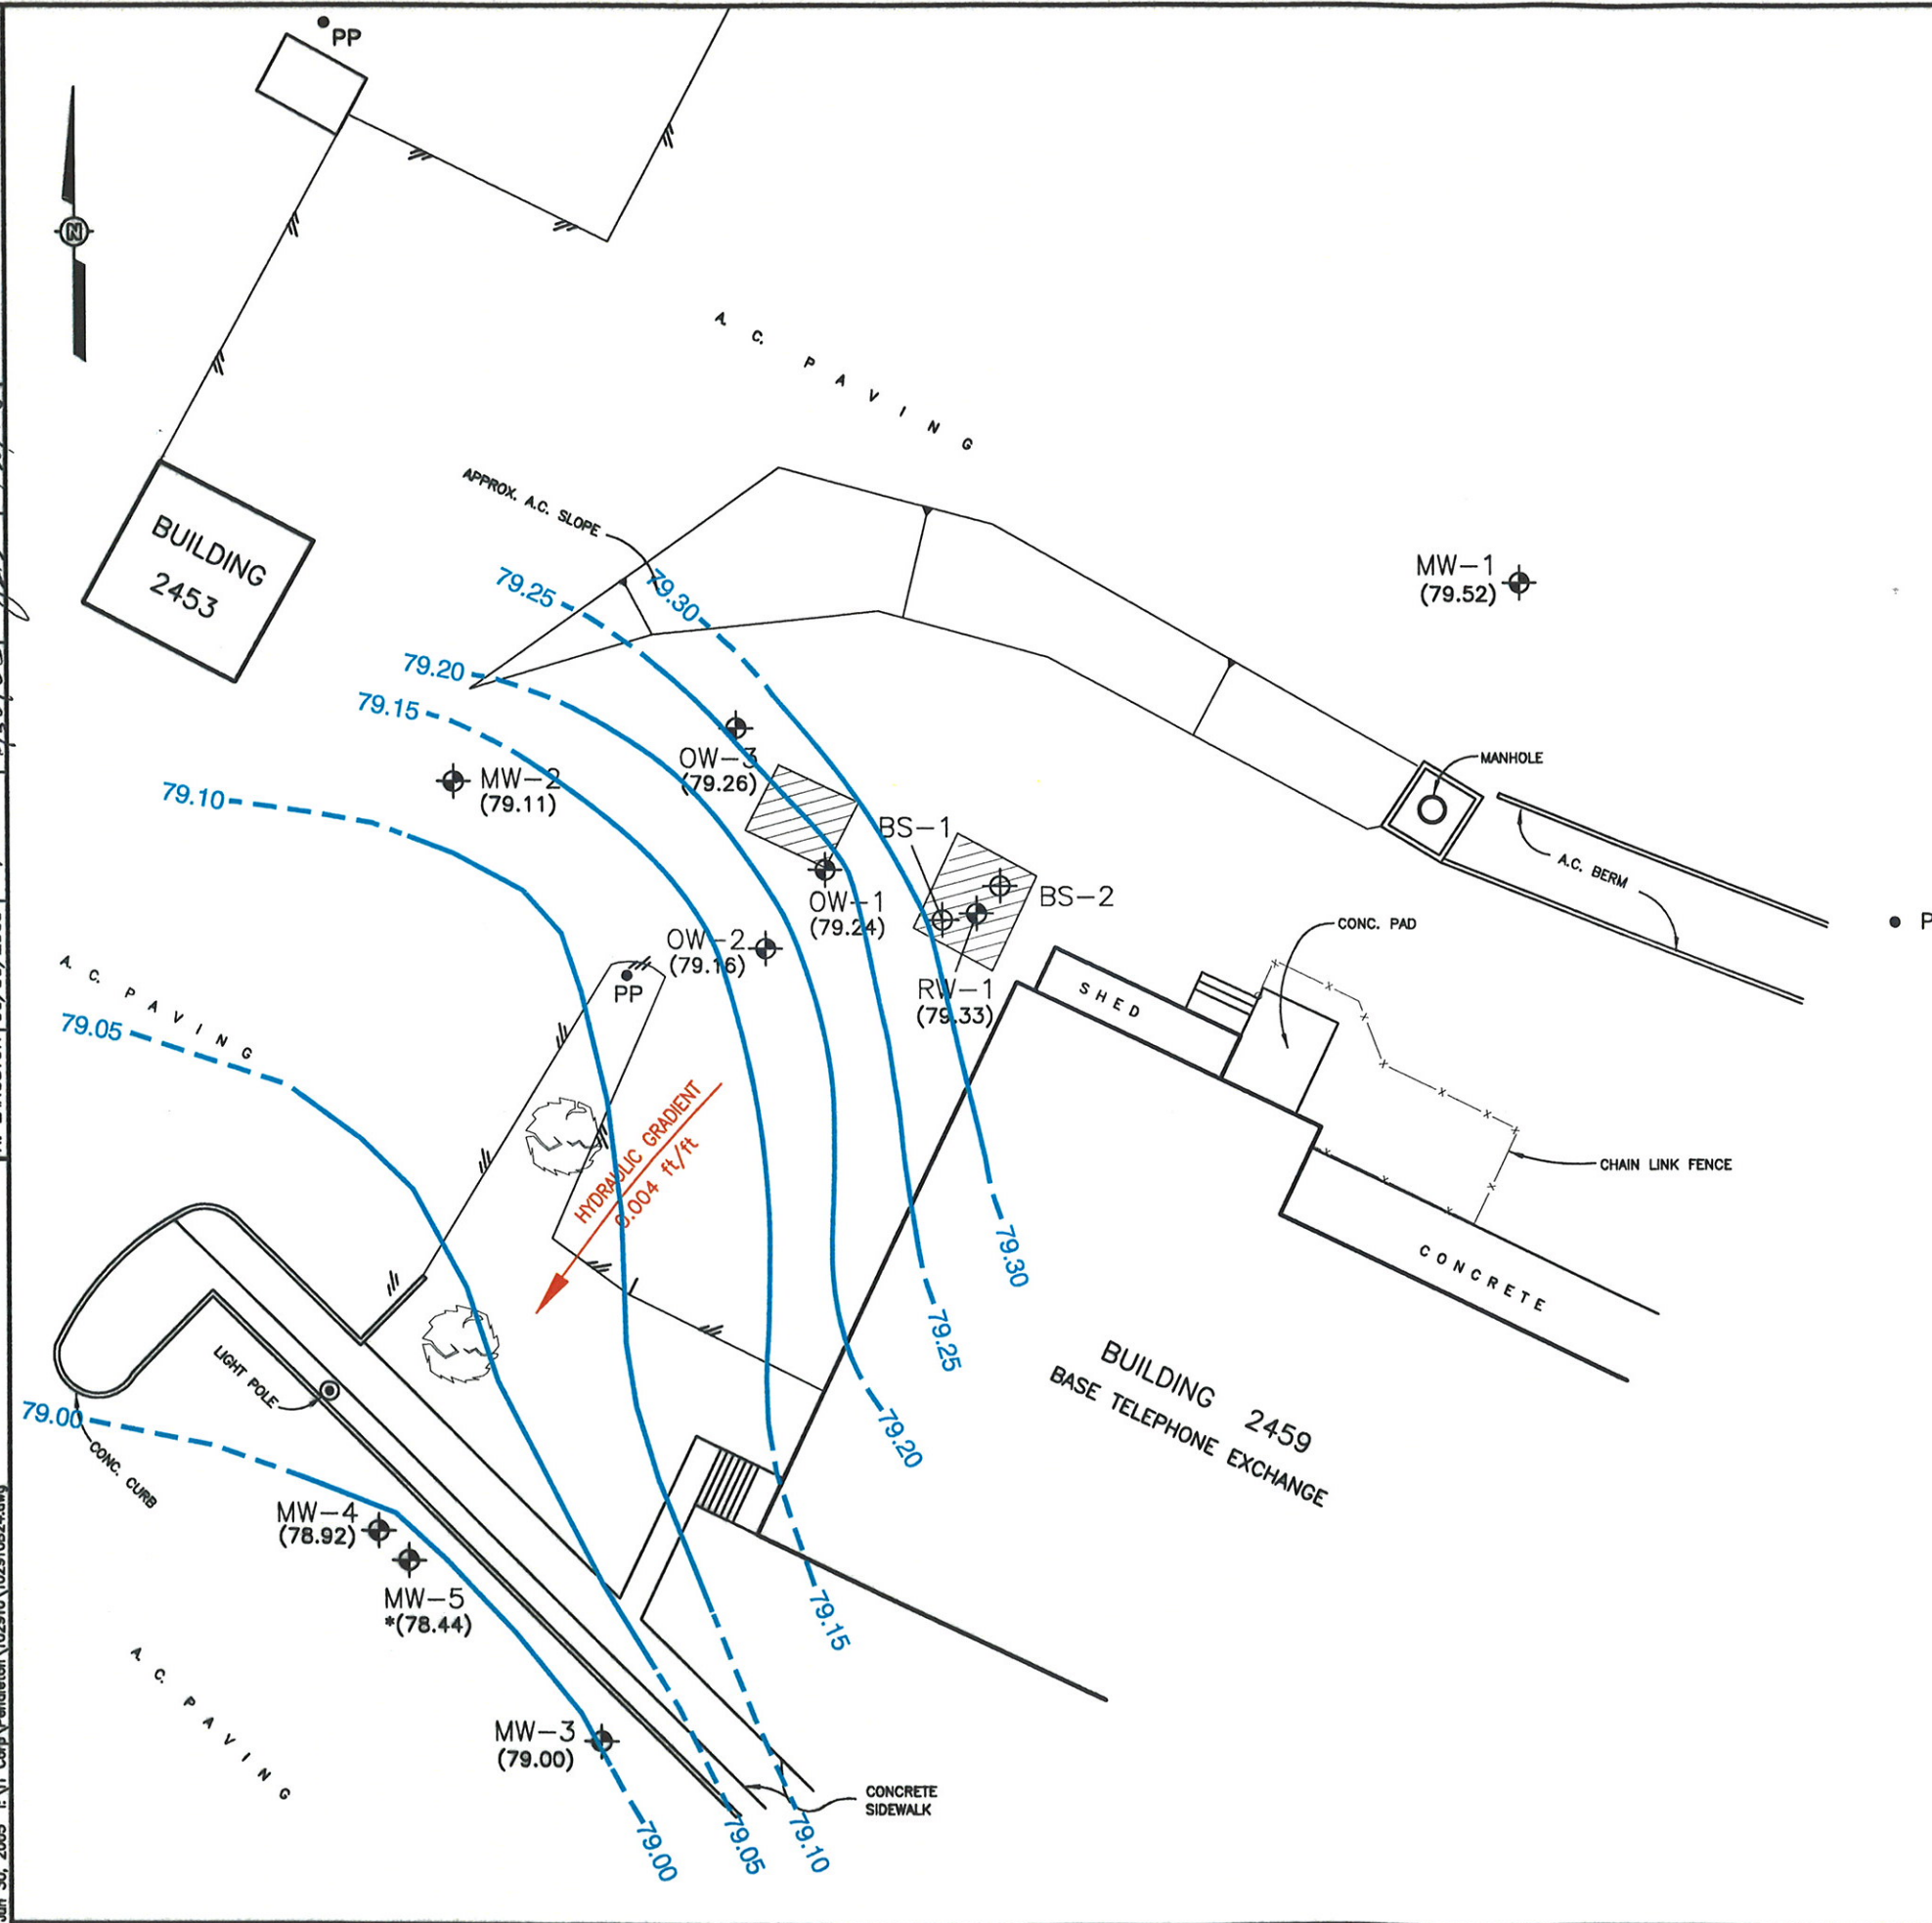 PP
N
A. C. PAVING
APPROX. A.C. SLOPE
BUILDING
2453
79.25
79.30
MW-1
(79.52)
79.20
79.15
OW-3
(79.26)
MANHOLE
MW-2
(79.11)
79.10
BS-1
A.C. BERM
BS-2
OW-1
(79.24)
CONC. PAD
P
OW-2
(79.16)
PP
RW-1
(79.33)
SHED
A. C. PAVING
79.05
HYDRAULIC GRADIENT
0.004 ft/ft
CHAIN LINK FENCE
79.30
CONCRETE
79.25
LIGHT POLE
BUILDING 2459
BASE TELEPHONE EXCHANGE
79.00
79.20
CONC. CURB
MW-4
(78.92)
MW-5
*(78.44)
79.15
A. C. PAVING
MW-3
(79.00)
CONCRETE
SIDEWALK
79.00
79.05
79.10